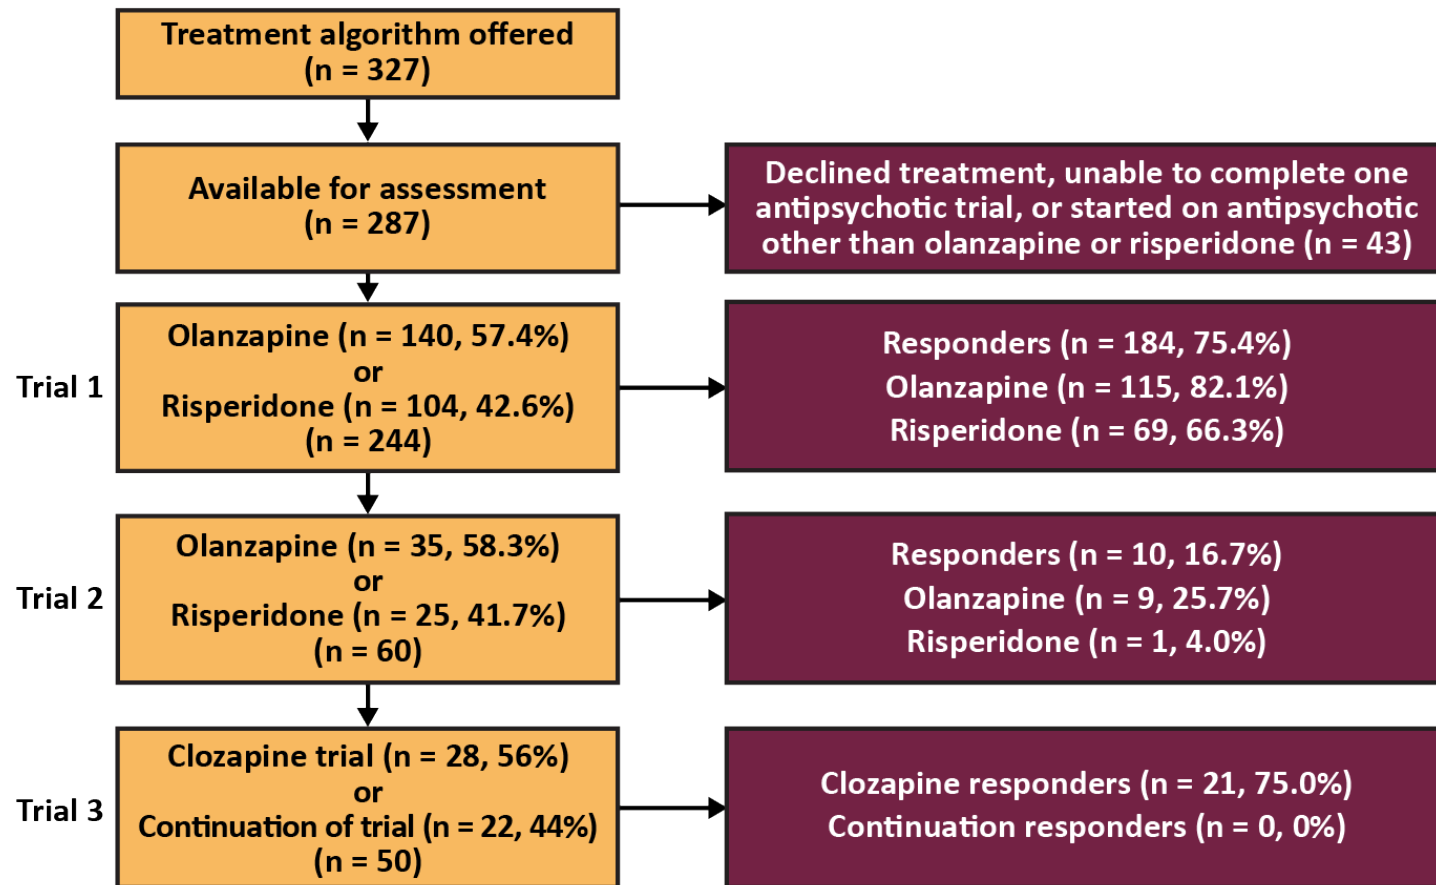 Treatment algorithm offered
(n = 327)
Available for assessment
(n = 287)
Declined treatment, unable to complete one
antipsychotic trial, or started on antipsychotic
other than olanzapine or risperidone (n = 43)
Trial 1
Olanzapine (n = 140, 57.4%)
or
Risperidone (n = 104, 42.6%)
(n = 244)
Responders (n = 184, 75.4%)
Olanzapine (n = 115, 82.1%)
Risperidone (n = 69, 66.3%)
Trial 2
Olanzapine (n = 35, 58.3%)
or
Risperidone (n = 25, 41.7%)
(n = 60)
Responders (n = 10, 16.7%)
Olanzapine (n = 9, 25.7%)
Risperidone (n = 1, 4.0%)
Trial 3
Clozapine trial (n = 28, 56%)
or
Continuation of trial (n = 22, 44%)
(n = 50)
Clozapine responders (n = 21, 75.0%)
Continuation responders (n = 0, 0%)